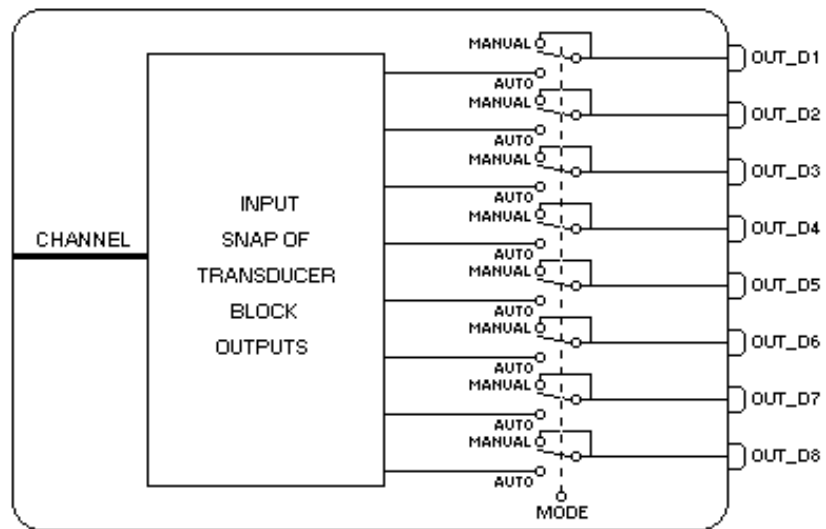 MANUAL
OUT_D1
AUTO
MANUAL
OUT_D2
AUTO
MANUAL
OUT_D3
AUTO
MANUAL
OUT_D4
AUTO
MANUAL
OUT_D5
AUTO
MANUAL
OUT_D6
AUTO
MANUAL
OUT_D7
AUTO
MANUAL
OUT_D8
AUTO
MODE
CHANNEL
INPUT
SNAP OF
TRANSDUCER
BLOCK
OUTPUTS